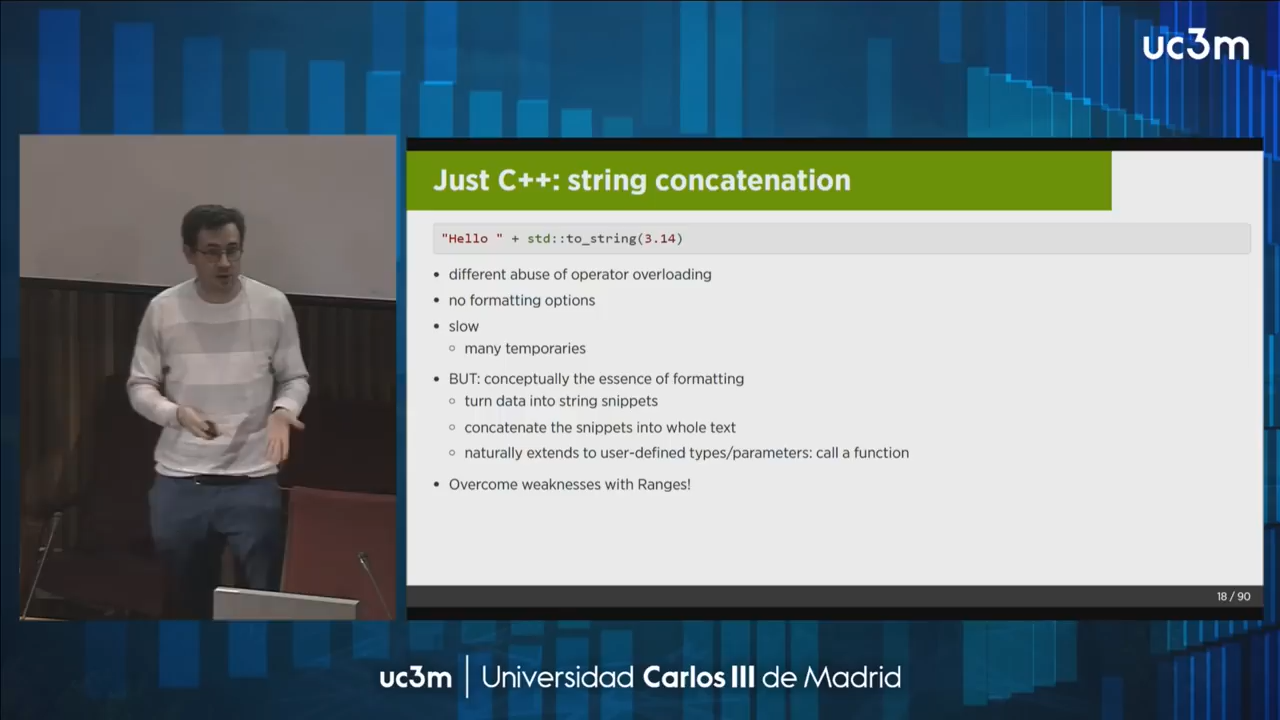 uc3m
Just C++: string concatenation
"Hello " + std::to_string(3.14)
• different abuse of operator overloading
• no formatting options
• slow
◦ many temporaries
• BUT: conceptually the essence of formatting
◦ turn data into string snippets
◦ concatenate the snippets into whole text
◦ naturally extends to user-defined types/parameters: call a function
• Overcome weaknesses with Ranges!
18 / 90
uc3m | Universidad Carlos III de Madrid